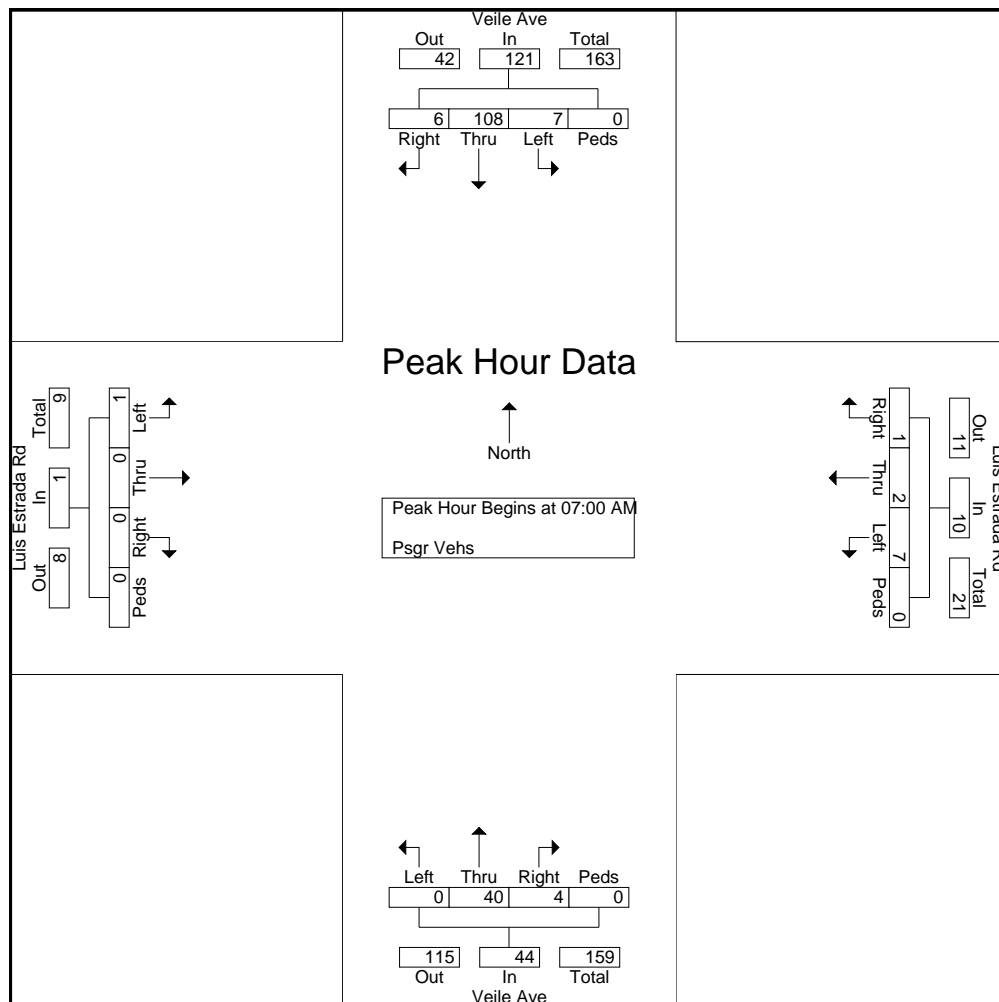 Veile Ave
Out In Total
42 121 163
6 108 7 0
Right Thru Left Peds
Peak Hour Data
North
Peak Hour Begins at 07:00 AM
Psgr Vehs
Luis Estrada Rd
Out In Total
8 1 9
1 0 0 0
Left Thru Right Peds
Luis Estrada Rd
Out In Total
11 10 21
1 2 7 0
Right Thru Left Peds
Left Thru Right Peds
0 40 4 0
115 44 159
Out In Total
Veile Ave